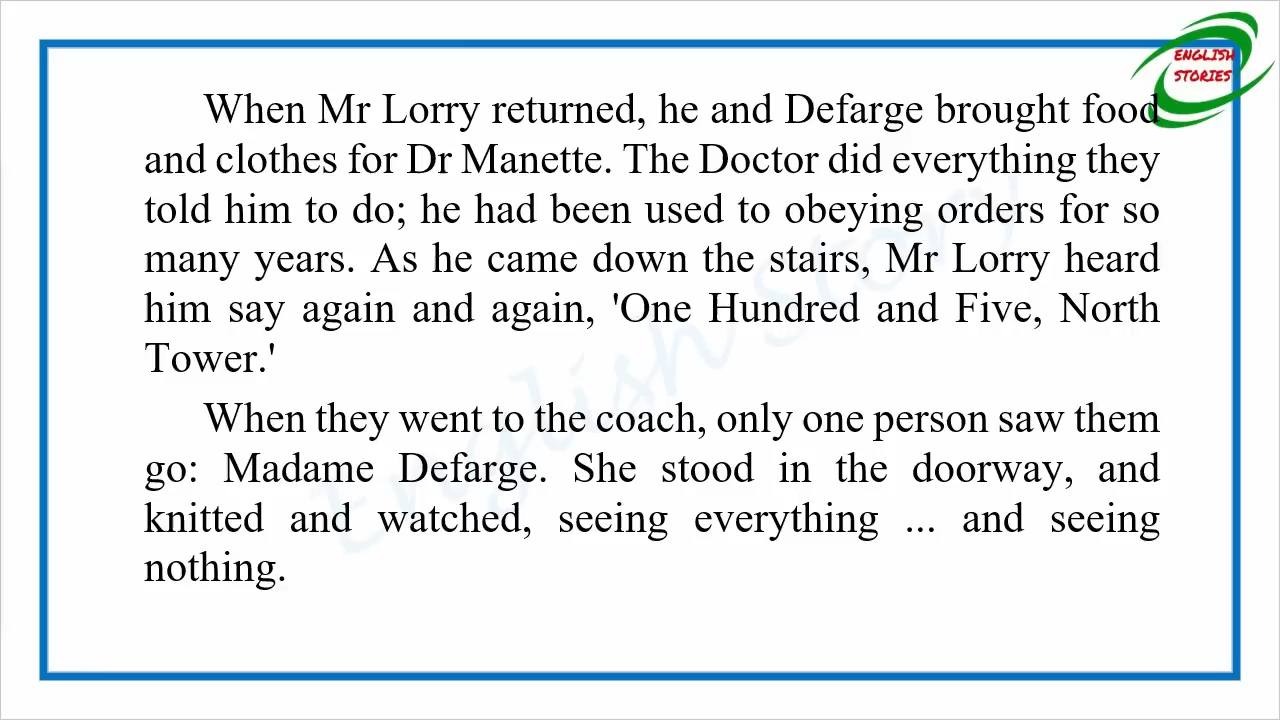 ENGLISH
STORIES
When Mr Lorry returned, he and Defarge brought food
and clothes for Dr Manette. The Doctor did everything they
told him to do; he had been used to obeying orders for so
many years. As he came down the stairs, Mr Lorry heard
him say again and again, 'One Hundred and Five, North
Tower.'
When they went to the coach, only one person saw them
go: Madame Defarge. She stood in the doorway, and
knitted and watched, seeing everything ... and seeing
nothing.
English Story